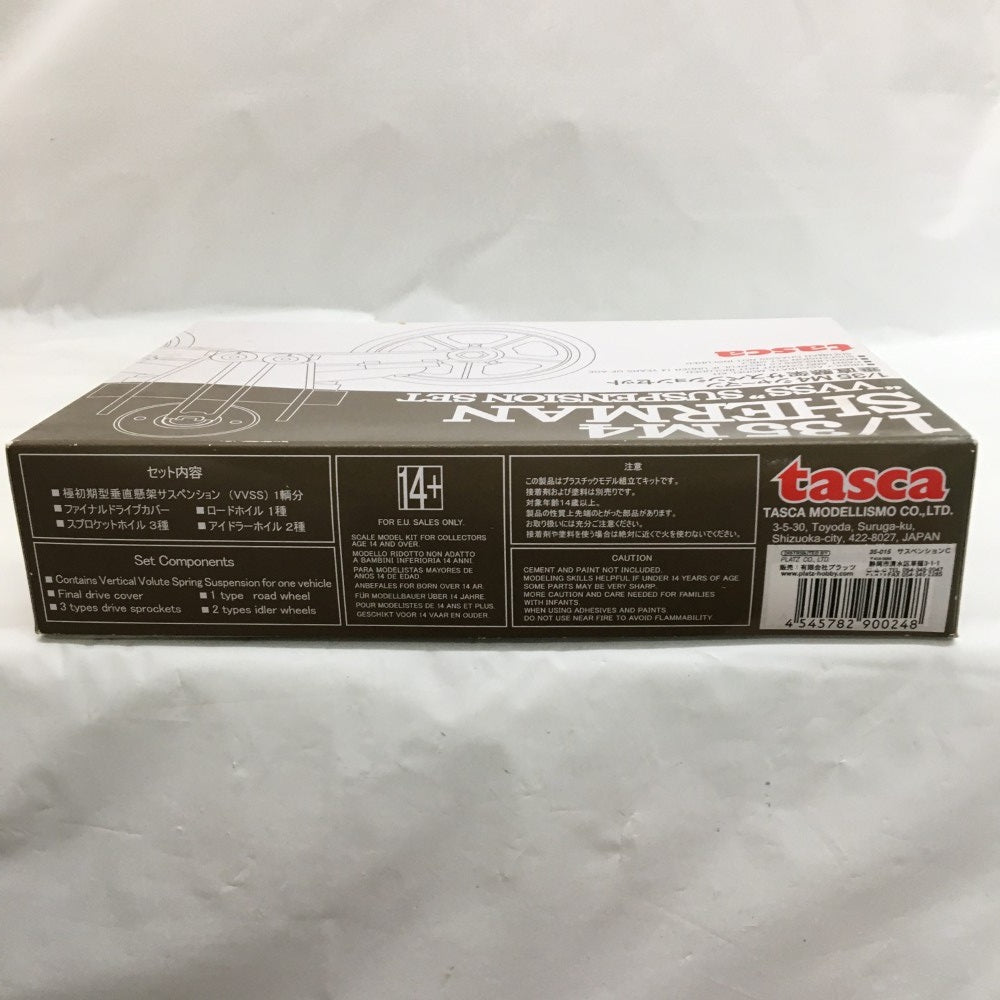 tasca
1/35 M4
SHERMAN
"VVSS" SUSPENSION SET
セット内容
■極初期型垂直懸架サスペンション（VVSS）1輌分
■ファイナルドライブカバー ■ロードホイル 1種
■スプロケットホイル 3種 ■アイドラーホイル 2種
Set Components
■Contains Vertical Volute Spring Suspension for one vehicle
■Final drive cover ■1 type road wheel
■3 types drive sprockets ■2 types idler wheels
14+
FOR E.U. SALES ONLY.
SCALE MODEL KIT FOR COLLECTORS
AGE 14 AND OVER.
MODELLO RIDOTTO NON ADATTO
A BAMBINI INFERIORIA 14 ANNI.
PARA MODELISTAS MAYORES DE
ANOS 14 DE EDAD.
ANBEFALES FOR BORN OVER 14 AR.
FÜR MODELLBAUER ÜBER 14 JAHRE.
POUR MODELISTES DE 14 ANS ET PLUS.
GESCHIKT VOOR 14 VAAR EN OUDER.
注意
この製品はプラスチックモデル組立てキットです。
接着剤および塗料は別売りです。
対象年齢14歳以上。
製品の性質上先端のとがった部品があります。
お取り扱いには充分ご注意ください。
接着剤や塗料を使う場合は絶対に近くで火を使わないでください。
CAUTION
CEMENT AND PAINT NOT INCLUDED.
MODELING SKILLS HELPFUL IF UNDER 14 YEARS OF AGE
SOME PARTS MAY BE VERY SHARP.
MORE CAUTION AND CARE NEEDED FOR FAMILIES
WITH INFANTS.
WHEN USING ADHESIVES AND PAINTS
DO NOT USE NEAR FIRE TO AVOID FLAMMABILITY.
tasca
TASCA MODELLISMO CO.,LTD.
3-5-30, Toyoda, Suruga-ku,
Shizuoka-city, 422-8027, JAPAN
DISTRIBUTED BY
PLATZ CO., LTD
販売：有限会社プラッツ
www.platz-hobby.com
35-015 サスペンションC
4 545782 900248